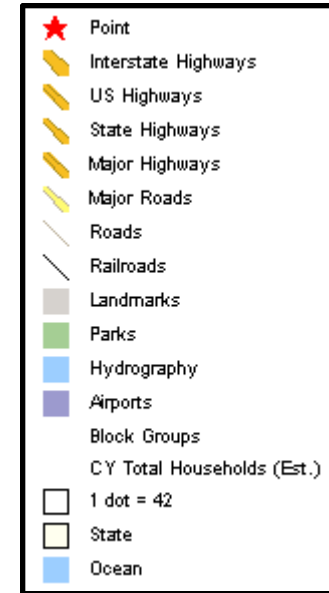 Point
Interstate Highways
US Highways
State Highways
Major Highways
Major Roads
Roads
Railroads
Landmarks
Parks
Hydrography
Airports
Block Groups
CY Total Households (Est.)
1 dot = 42
State
Ocean